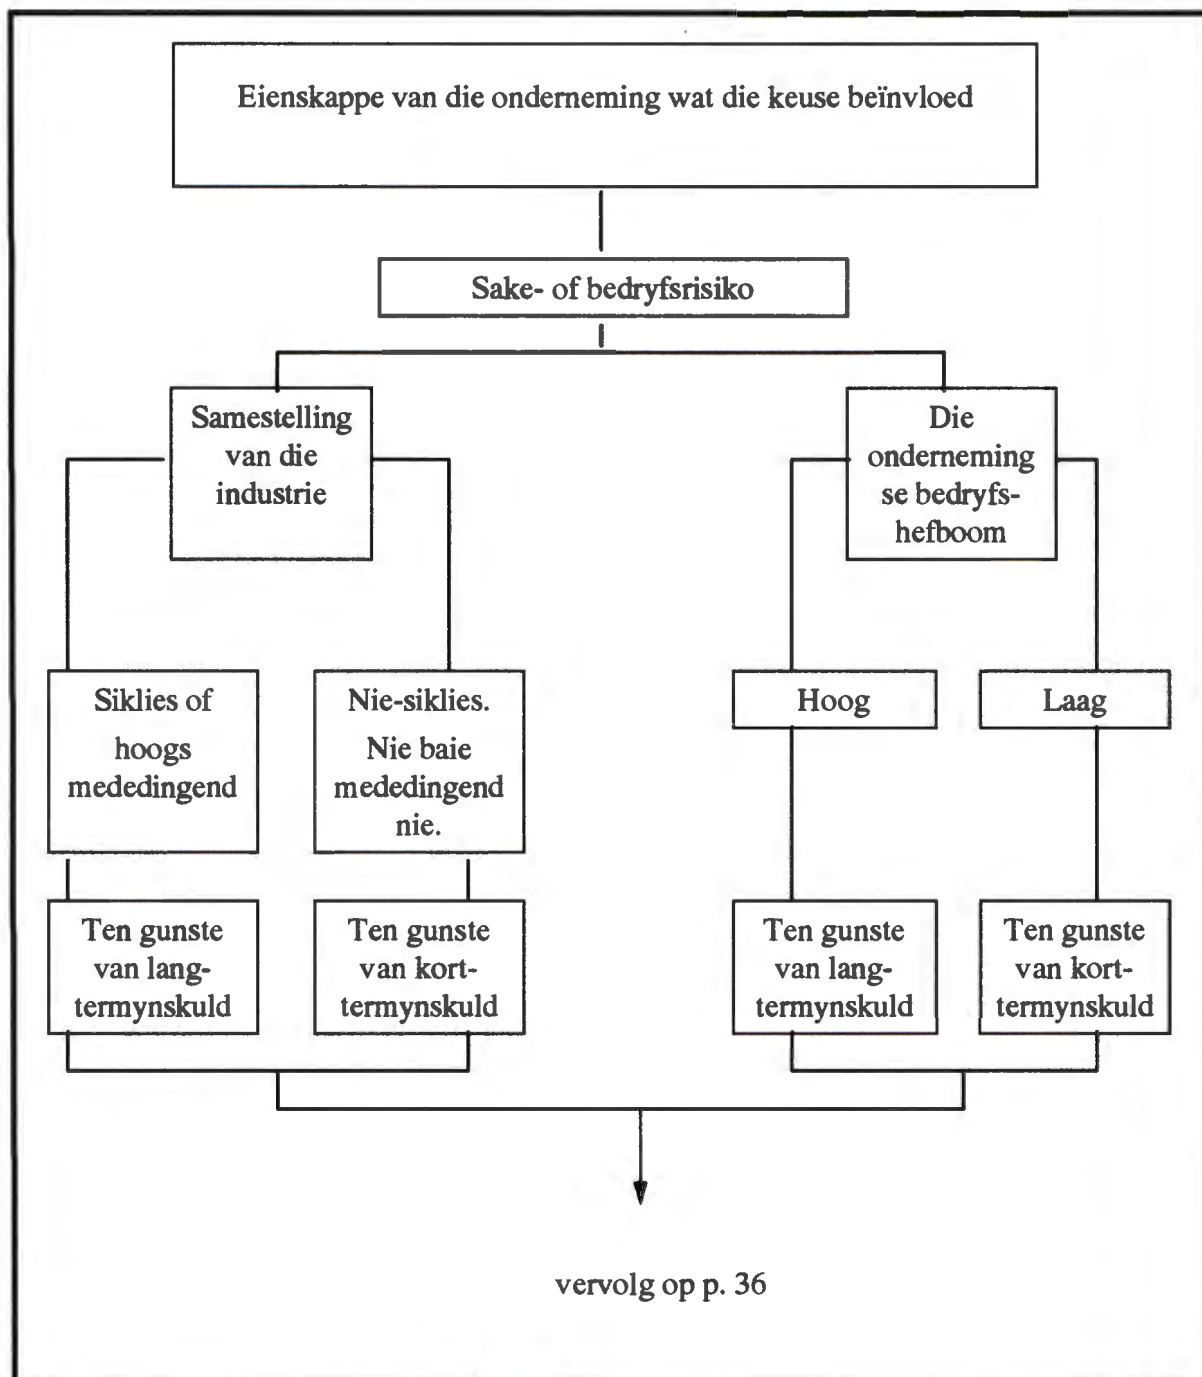 Eienskappe van die onderneming wat die keuse beïnvloed
Sake- of bedryfsrisiko
Samestelling
van die
industrie
Die
onderneming
se bedryfs-
hefboom
Siklies of
hoogs
mededingend
Nie-siklies.
Nie baie
mededingend
nie.
Hoog
Laag
Ten gunste
van lang-
termynskuld
Ten gunste
van kort-
termynskuld
Ten gunste
van lang-
termynskuld
Ten gunste
van kort-
termynskuld
vervolg op p. 36